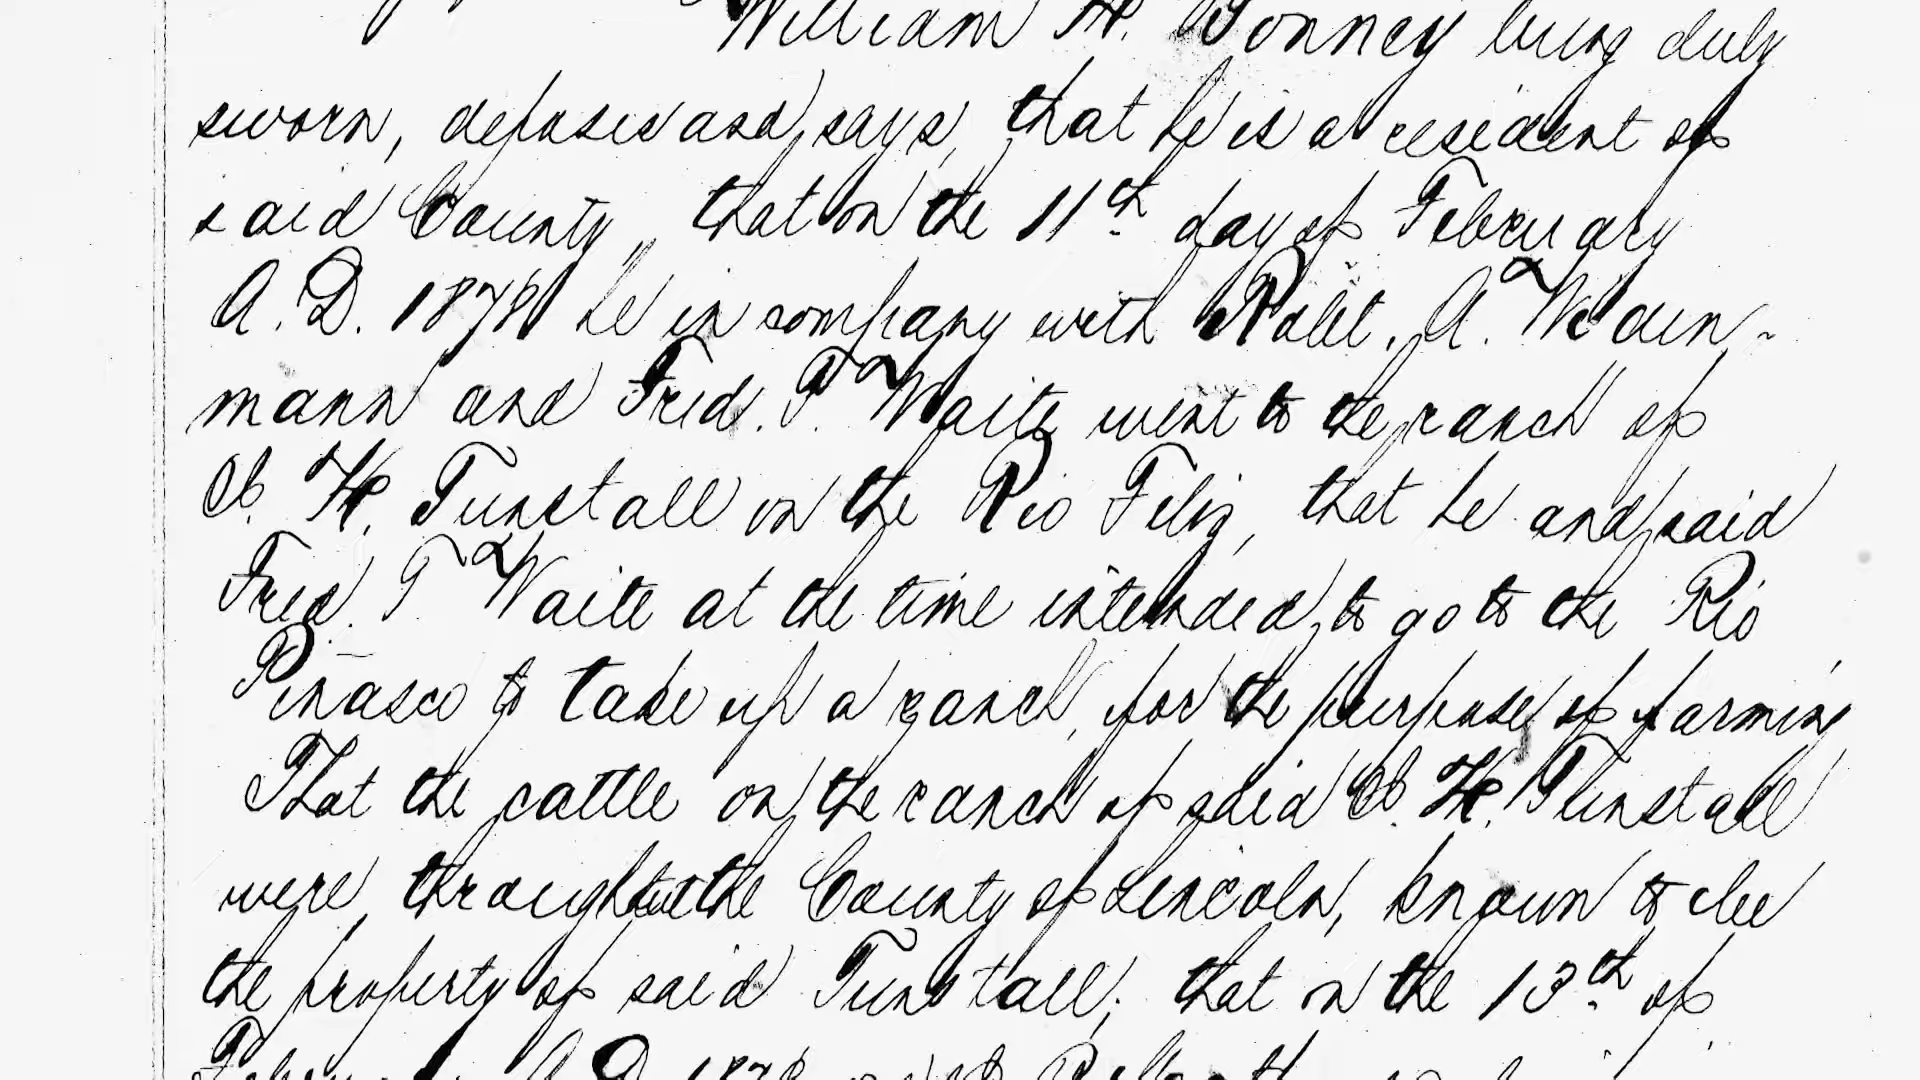 William H. Bonney being duly
sworn, deposes and says, that he is a resident of
said County, that on the 11th day of February
A.D. 1878 he in company with Robt. A. Widen-
mann and Fred. T. Waite went to the ranch of
J. H. Tunstall on the Rio Feliz, that he and said
Fred. T Waite at the time intended to go to the Rio
Penasco to take up a ranch, for the purpose of farming
That the cattle on the ranch of said J. H. Tunstall
were throughout the County of Lincoln, known to be
the property of said Tunstall; that on the 13th of
February A.D. 1878